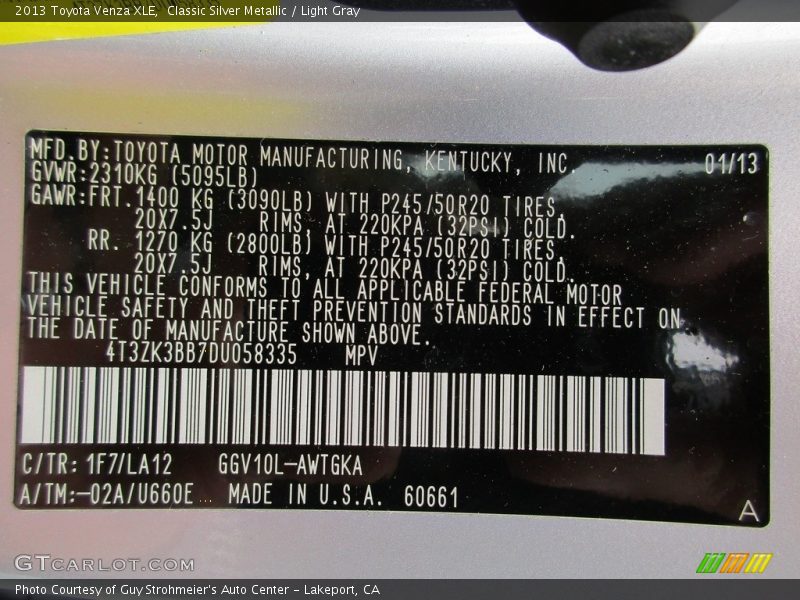 2013 Toyota Venza XLE,  Classic Silver Metallic / Light Gray
MFD.BY:TOYOTA MOTOR MANUFACTURING, KENTUCKY, INC. 01/13
GVWR:2310KG (5095LB)
GAWR:FRT.1400 KG (3090LB) WITH P245/50R20 TIRES,
20X7.5J RIMS, AT 220KPA (32PSI) COLD.
RR. 1270 KG (2800LB) WITH P245/50R20 TIRES,
20X7.5J RIMS, AT 220KPA (32PSI) COLD.
THIS VEHICLE CONFORMS TO ALL APPLICABLE FEDERAL MOTOR
VEHICLE SAFETY AND THEFT PREVENTION STANDARDS IN EFFECT ON
THE DATE OF MANUFACTURE SHOWN ABOVE.
4T3ZK3BB7DU058335 MPV
C/TR: 1F7/LA12 GGV10L-AWTGKA
A/TM:-02A/U660E MADE IN U.S.A. 60661
A
GTCARLOT.COM
Photo Courtesy of Guy Strohmeier's Auto Center - Lakeport, CA